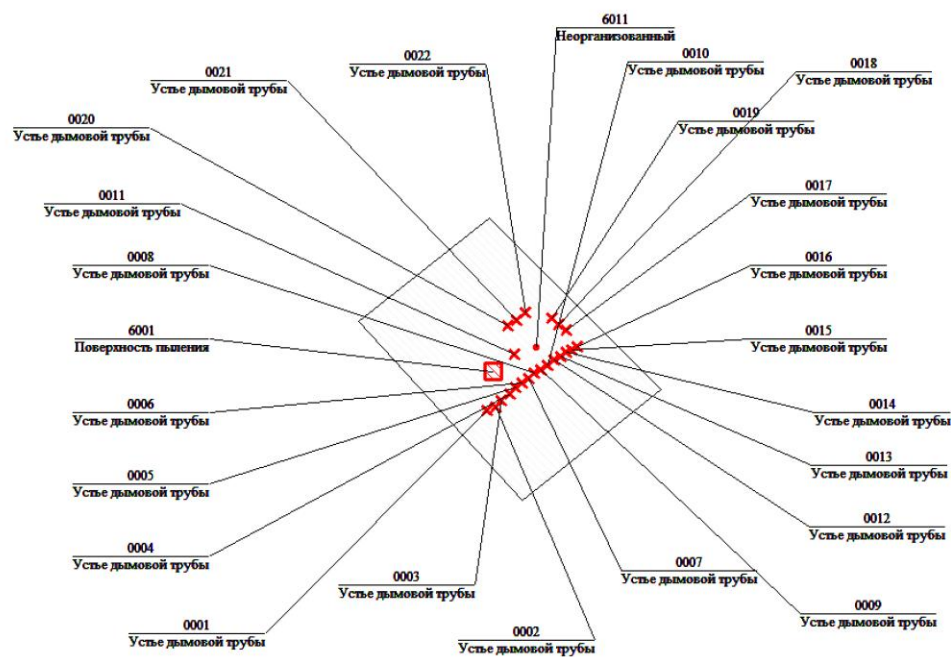 6011
Неорганизованный
0022
Устье дымовой трубы
0010
Устье дымовой трубы
0018
Устье дымовой трубы
0021
Устье дымовой трубы
0020
Устье дымовой трубы
0019
Устье дымовой трубы
0011
Устье дымовой трубы
0017
Устье дымовой трубы
0008
Устье дымовой трубы
0016
Устье дымовой трубы
6001
Поверхность пыления
0015
Устье дымовой трубы
0006
Устье дымовой трубы
0014
Устье дымовой трубы
0005
Устье дымовой трубы
0013
Устье дымовой трубы
0004
Устье дымовой трубы
0012
Устье дымовой трубы
0003
Устье дымовой трубы
0007
Устье дымовой трубы
0001
Устье дымовой трубы
0002
Устье дымовой трубы
0009
Устье дымовой трубы